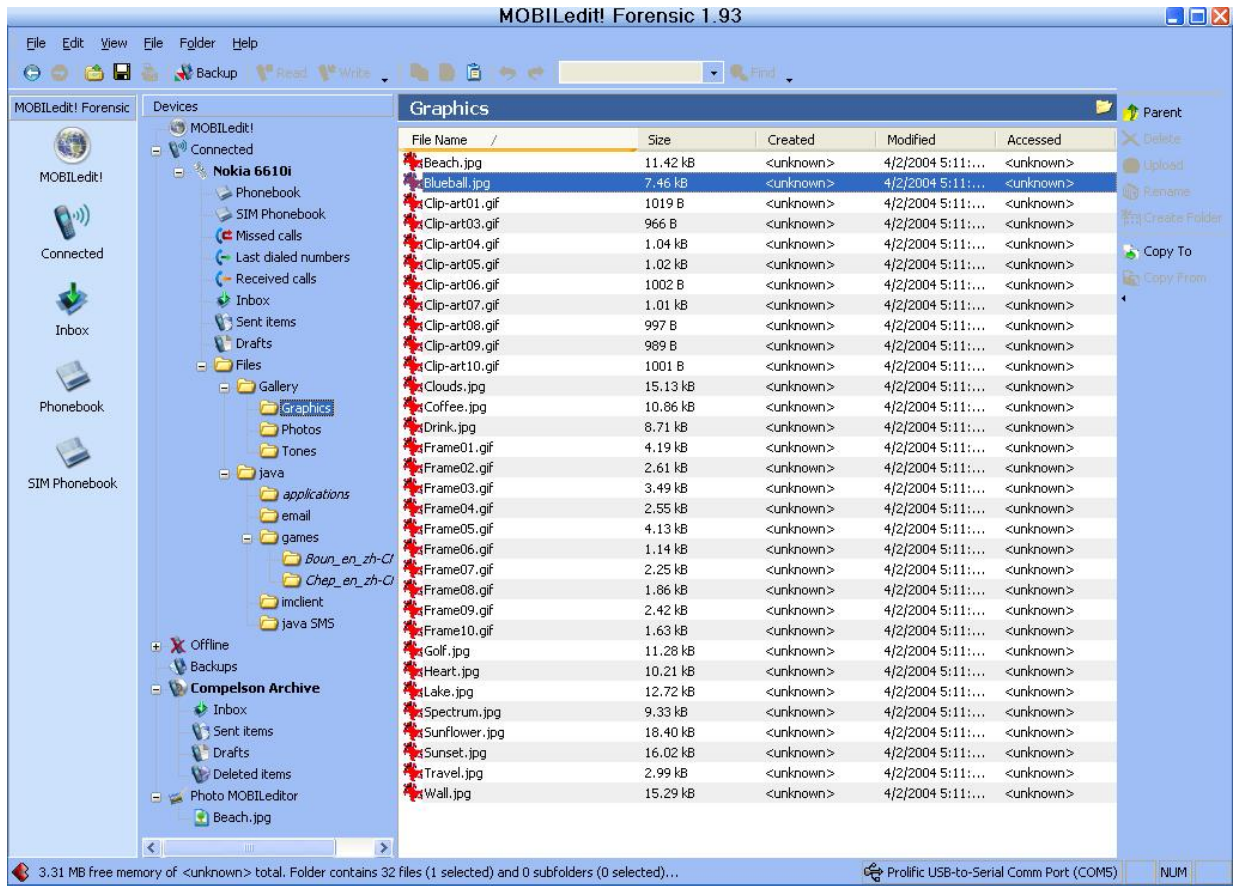 MOBILedit! Forensic 1.93
File Edit View File Folder Help
Backup Read Write Find
MOBILedit! Forensic
MOBILedit!
Connected
Inbox
Phonebook
SIM Phonebook
Devices
MOBILedit!
Connected
Nokia 6610i
Phonebook
SIM Phonebook
Missed calls
Last dialed numbers
Received calls
Inbox
Sent items
Drafts
Files
Gallery
Graphics
Photos
Tones
java
applications
email
games
Boun_en_zh-CI
Chep_en_zh-CI
imclient
java SMS
Offline
Backups
Compelson Archive
Inbox
Sent items
Drafts
Deleted items
Photo MOBILeditor
Beach.jpg
Graphics
File Name / Size Created Modified Accessed
Beach.jpg 11.42 kB <unknown> 4/2/2004 5:11:... <unknown>
Blueball.jpg 7.46 kB <unknown> 4/2/2004 5:11:... <unknown>
Clip-art01.gif 1019 B <unknown> 4/2/2004 5:11:... <unknown>
Clip-art03.gif 966 B <unknown> 4/2/2004 5:11:... <unknown>
Clip-art04.gif 1.04 kB <unknown> 4/2/2004 5:11:... <unknown>
Clip-art05.gif 1.02 kB <unknown> 4/2/2004 5:11:... <unknown>
Clip-art06.gif 1002 B <unknown> 4/2/2004 5:11:... <unknown>
Clip-art07.gif 1.01 kB <unknown> 4/2/2004 5:11:... <unknown>
Clip-art08.gif 997 B <unknown> 4/2/2004 5:11:... <unknown>
Clip-art09.gif 989 B <unknown> 4/2/2004 5:11:... <unknown>
Clip-art10.gif 1001 B <unknown> 4/2/2004 5:11:... <unknown>
Clouds.jpg 15.13 kB <unknown> 4/2/2004 5:11:... <unknown>
Coffee.jpg 10.86 kB <unknown> 4/2/2004 5:11:... <unknown>
Drink.jpg 8.71 kB <unknown> 4/2/2004 5:11:... <unknown>
Frame01.gif 4.19 kB <unknown> 4/2/2004 5:11:... <unknown>
Frame02.gif 2.61 kB <unknown> 4/2/2004 5:11:... <unknown>
Frame03.gif 3.49 kB <unknown> 4/2/2004 5:11:... <unknown>
Frame04.gif 2.55 kB <unknown> 4/2/2004 5:11:... <unknown>
Frame05.gif 4.13 kB <unknown> 4/2/2004 5:11:... <unknown>
Frame06.gif 1.14 kB <unknown> 4/2/2004 5:11:... <unknown>
Frame07.gif 2.25 kB <unknown> 4/2/2004 5:11:... <unknown>
Frame08.gif 1.86 kB <unknown> 4/2/2004 5:11:... <unknown>
Frame09.gif 2.42 kB <unknown> 4/2/2004 5:11:... <unknown>
Frame10.gif 1.63 kB <unknown> 4/2/2004 5:11:... <unknown>
Golf.jpg 11.28 kB <unknown> 4/2/2004 5:11:... <unknown>
Heart.jpg 10.21 kB <unknown> 4/2/2004 5:11:... <unknown>
Lake.jpg 12.72 kB <unknown> 4/2/2004 5:11:... <unknown>
Spectrum.jpg 9.33 kB <unknown> 4/2/2004 5:11:... <unknown>
Sunflower.jpg 18.40 kB <unknown> 4/2/2004 5:11:... <unknown>
Sunset.jpg 16.02 kB <unknown> 4/2/2004 5:11:... <unknown>
Travel.jpg 2.99 kB <unknown> 4/2/2004 5:11:... <unknown>
Wall.jpg 15.29 kB <unknown> 4/2/2004 5:11:... <unknown>
Parent
Delete
Upload
Rename
Create Folder
Copy To
Copy From
3.31 MB free memory of <unknown> total. Folder contains 32 files (1 selected) and 0 subfolders (0 selected)... Prolific USB-to-Serial Comm Port (COM5) NUM